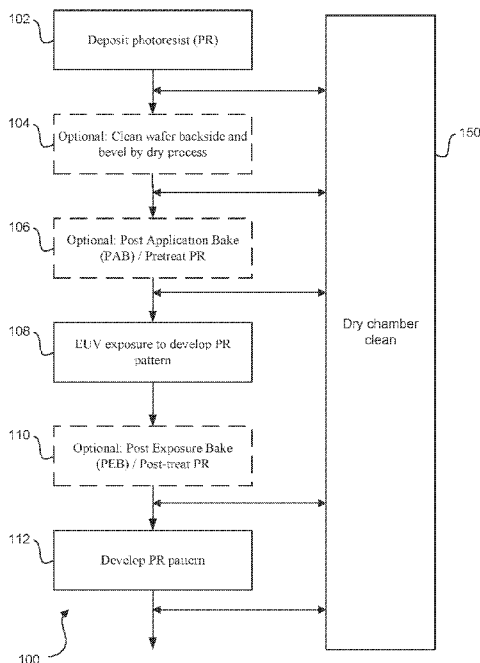 102
Deposit photoresist (PR)
104
Optional: Clean wafer backside and
bevel by dry process
150
106
Optional: Post Application Bake
(PAB) / Pretreat PR
108
EUV exposure to develop PR
pattern
Dry chamber
clean
110
Optional: Post Exposure Bake
(PEB) / Post-treat PR
112
Develop PR pattern
100